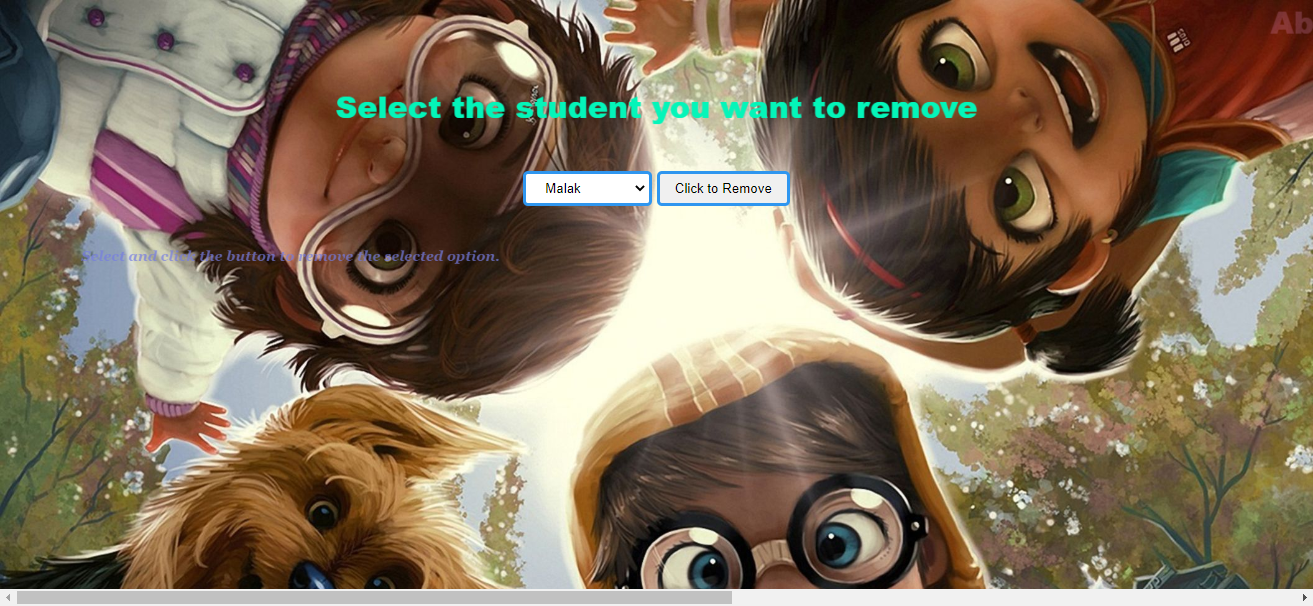 Ab
Select the student you want to remove
Malak
Click to Remove
Select and click the button to remove the selected option.